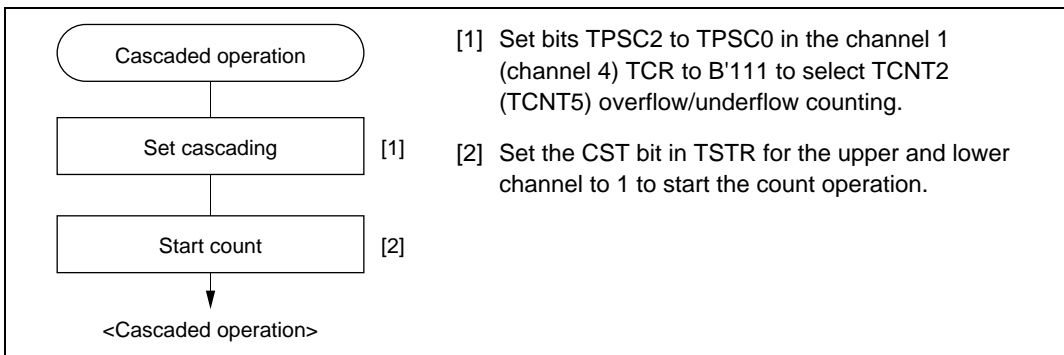 Cascaded operation
Set cascading
[1]
Start count
[2]
<Cascaded operation>
[1] Set bits TPSC2 to TPSC0 in the channel 1
(channel 4) TCR to B'111 to select TCNT2
(TCNT5) overflow/underflow counting.
[2] Set the CST bit in TSTR for the upper and lower
channel to 1 to start the count operation.